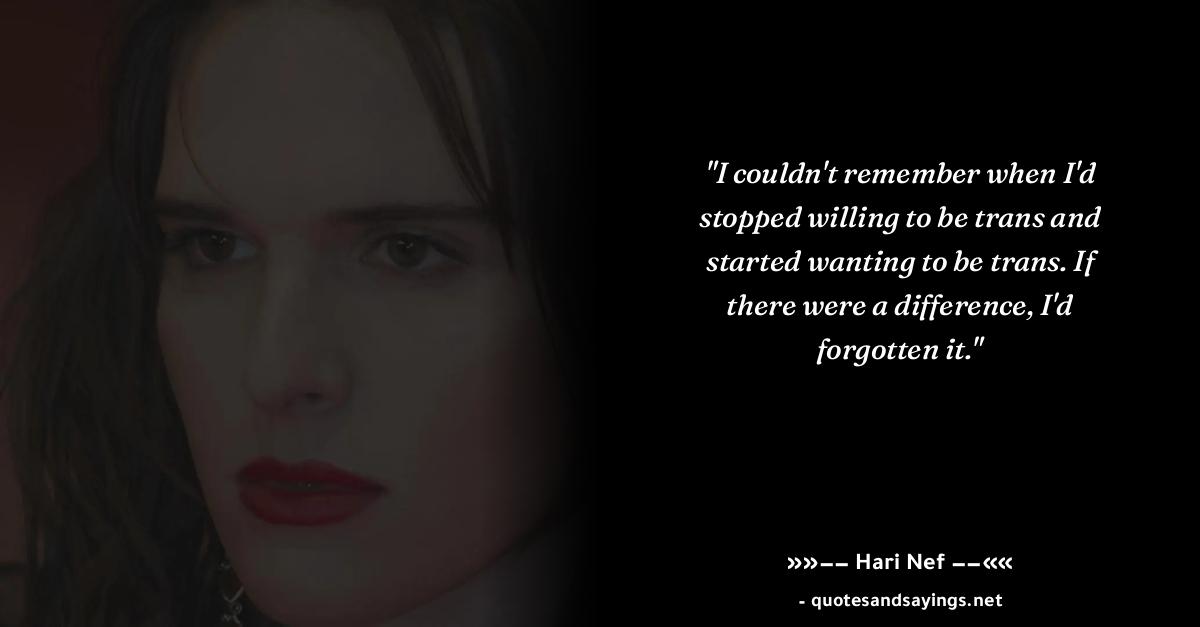 "I couldn't remember when I'd
stopped willing to be trans and
started wanting to be trans. If
there were a difference, I'd
forgotten it."
»»–– Hari Nef ––««
- quotesandsayings.net